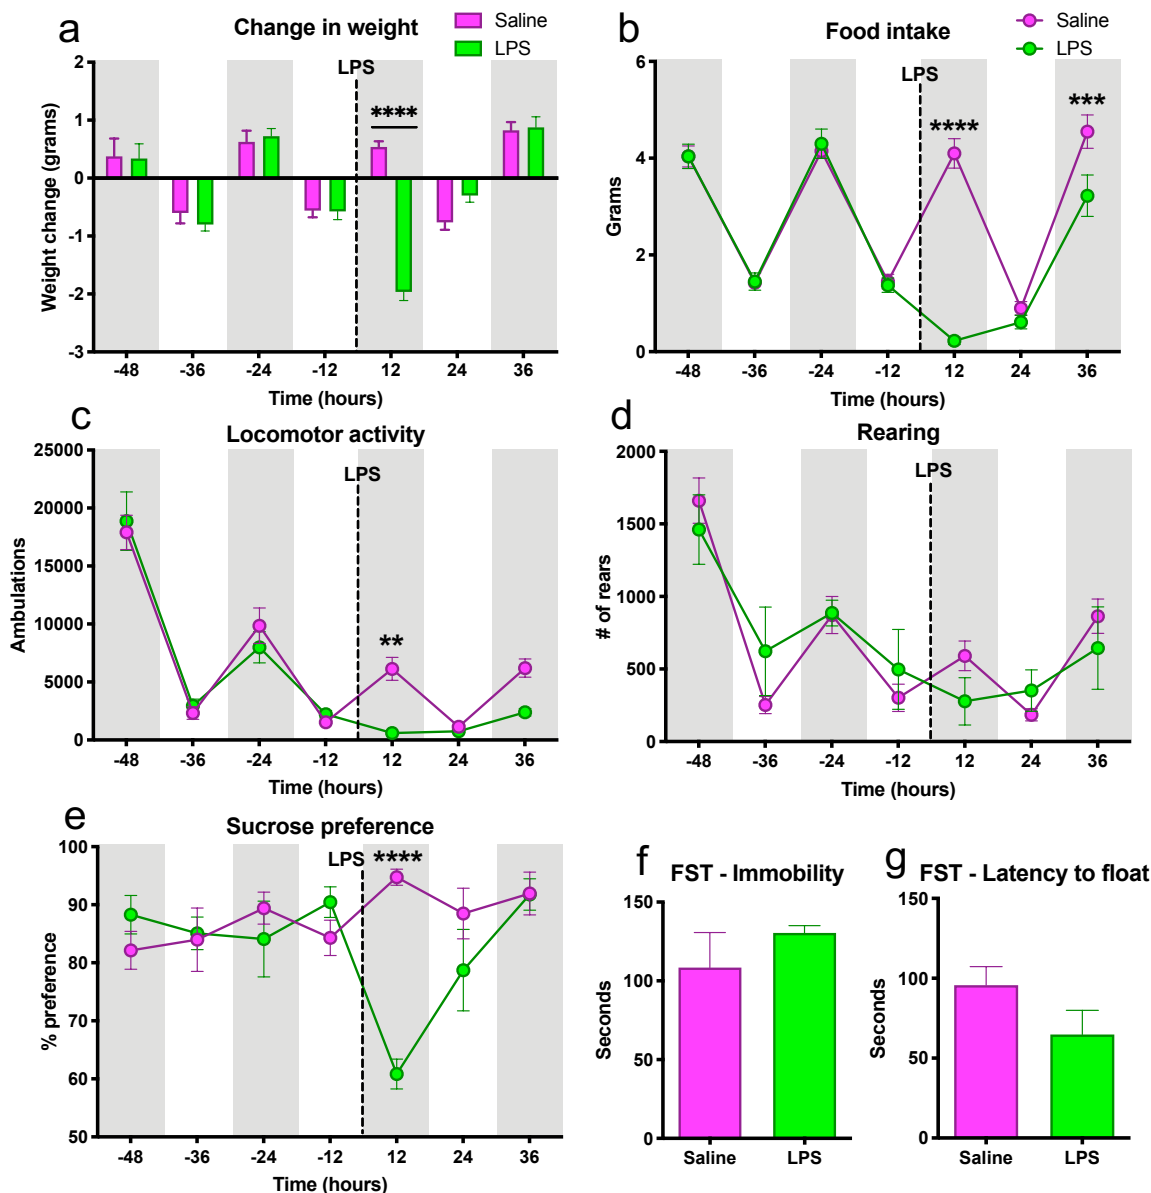 a
Change in weight
Saline
LPS
LPS
****
Weight change (grams)
2
1
0
-1
-2
-3
-48
-36
-24
-12
12
24
36
Time (hours)
b
Food intake
Saline
LPS
LPS
****
***
Grams
6
4
2
0
-48
-36
-24
-12
12
24
36
Time (hours)
c
Locomotor activity
LPS
**
Ambulations
25000
20000
15000
10000
5000
0
-48
-36
-24
-12
12
24
36
Time (hours)
d
Rearing
LPS
# of rears
2000
1500
1000
500
0
-48
-36
-24
-12
12
24
36
Time (hours)
e
Sucrose preference
LPS
****
% preference
100
90
80
70
60
50
-48
-36
-24
-12
12
24
36
Time (hours)
f
FST - Immobility
Seconds
150
100
50
0
Saline
LPS
g
FST - Latency to float
Seconds
150
100
50
0
Saline
LPS